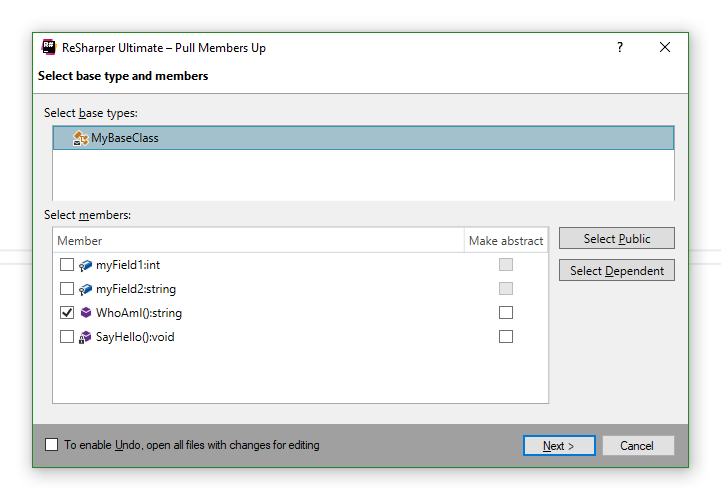 R# ReSharper Ultimate – Pull Members Up ?
Select base type and members
Select base types:
MyBaseClass
Select members:
Member Make abstract
myField1:int
myField2:string
WhoAmI():string
SayHello():void
Select Public
Select Dependent
To enable Undo, open all files with changes for editing
Next > Cancel